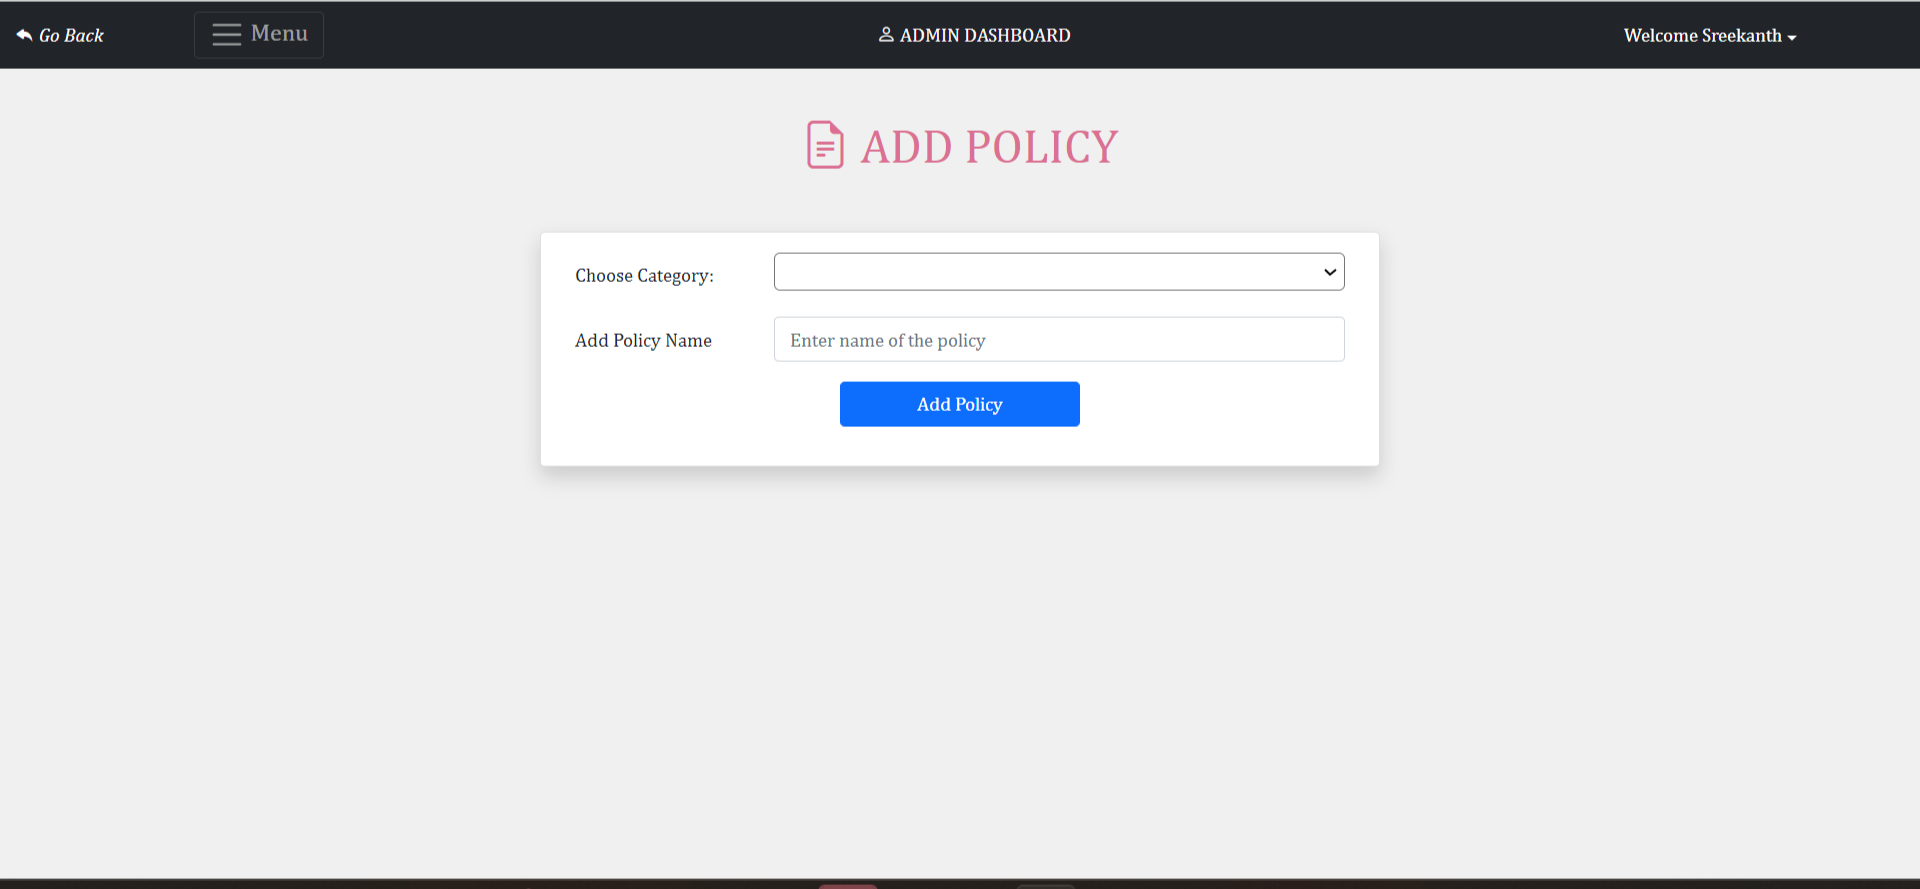 Go Back
Menu
ADMIN DASHBOARD
Welcome Sreekanth
ADD POLICY
Choose Category:
Add Policy Name
Enter name of the policy
Add Policy